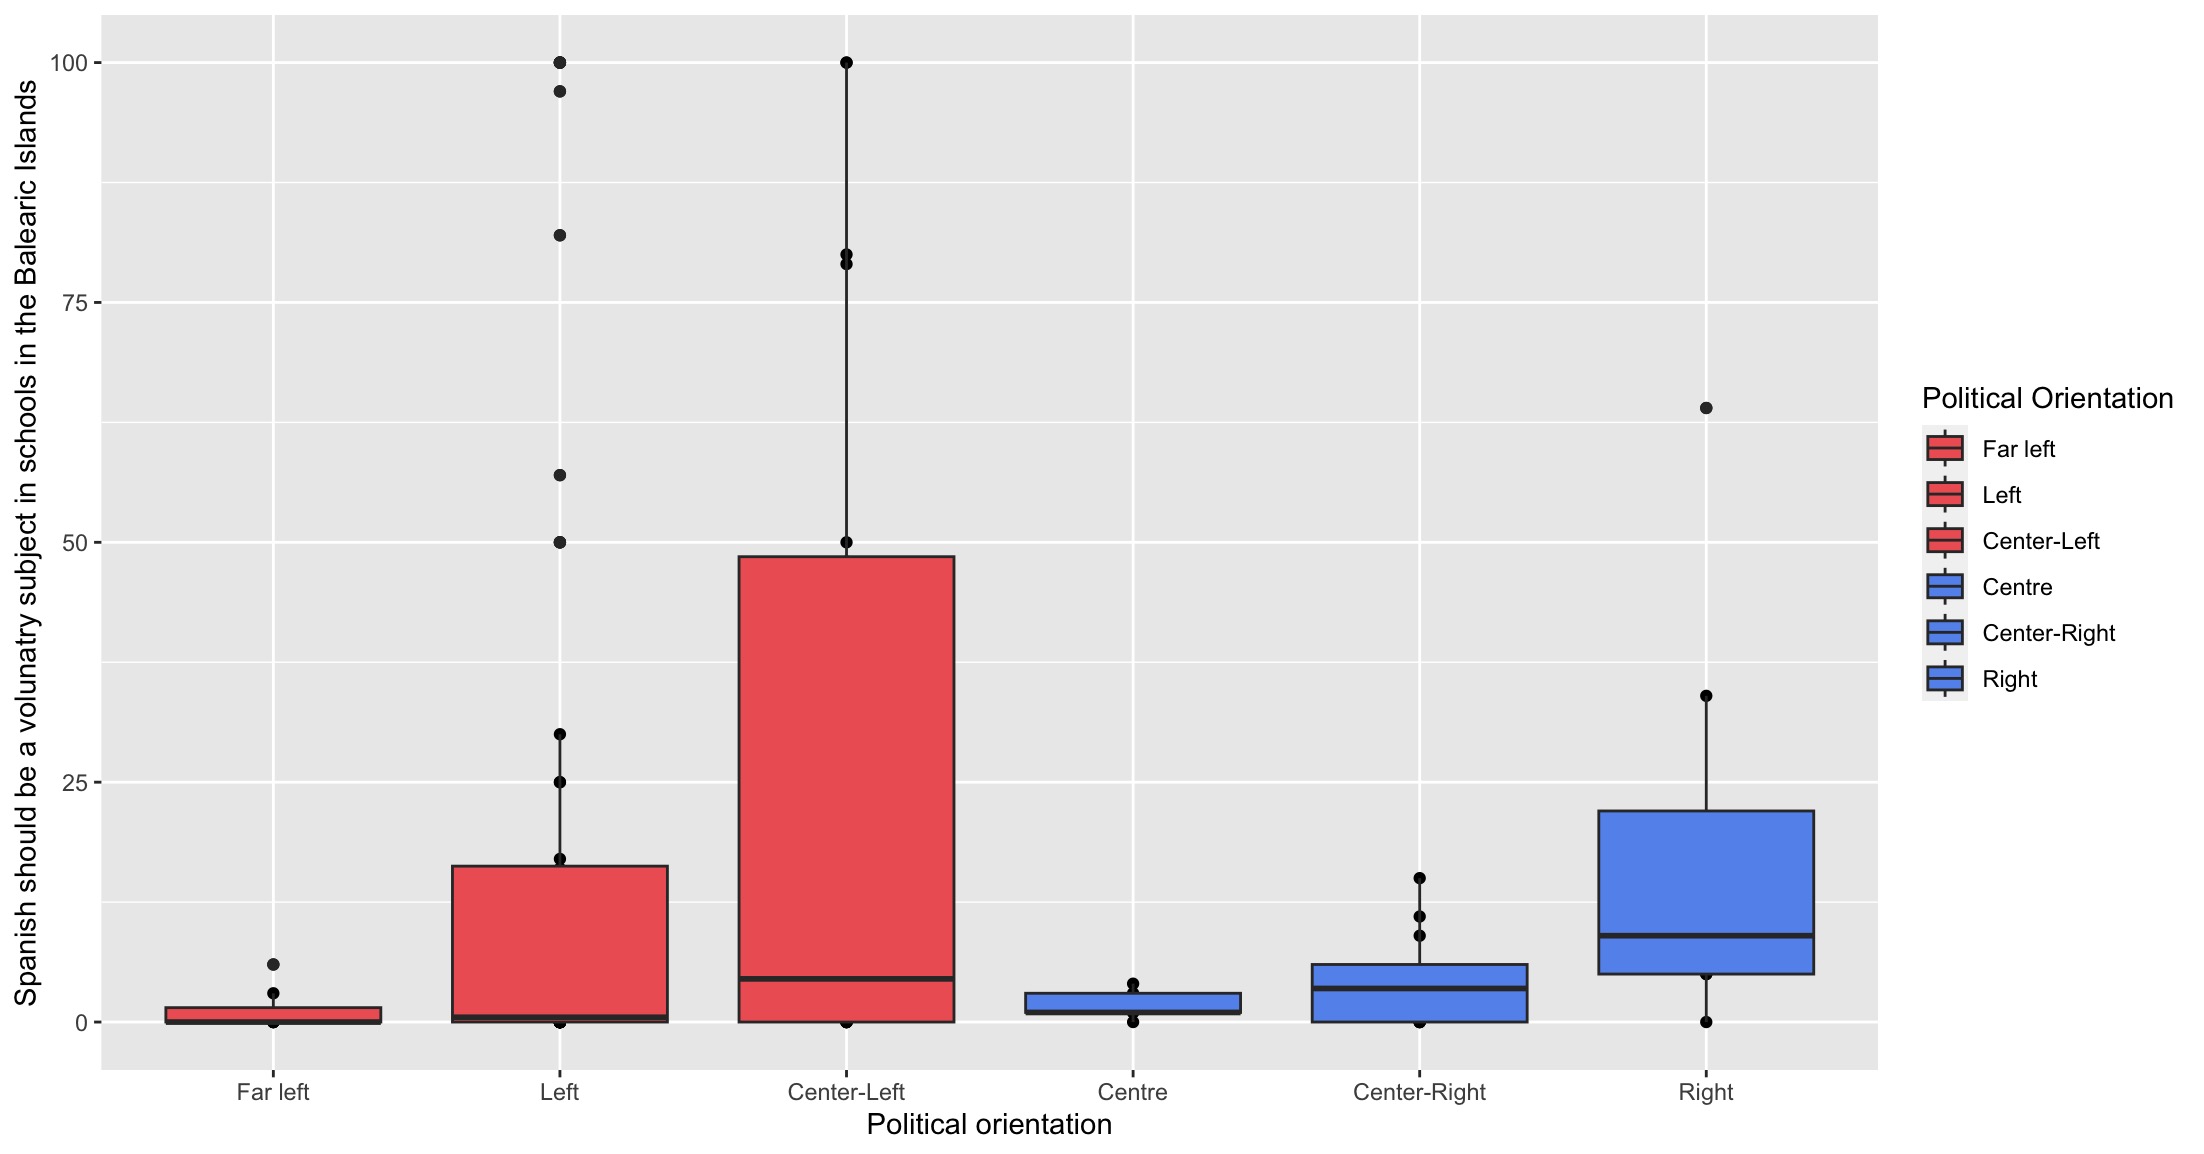 Spanish should be a volunatry subject in schools in the Balearic Islands
100
75
50
25
0
Far left
Left
Center-Left
Centre
Center-Right
Right
Political orientation
Political Orientation
Far left
Left
Center-Left
Centre
Center-Right
Right